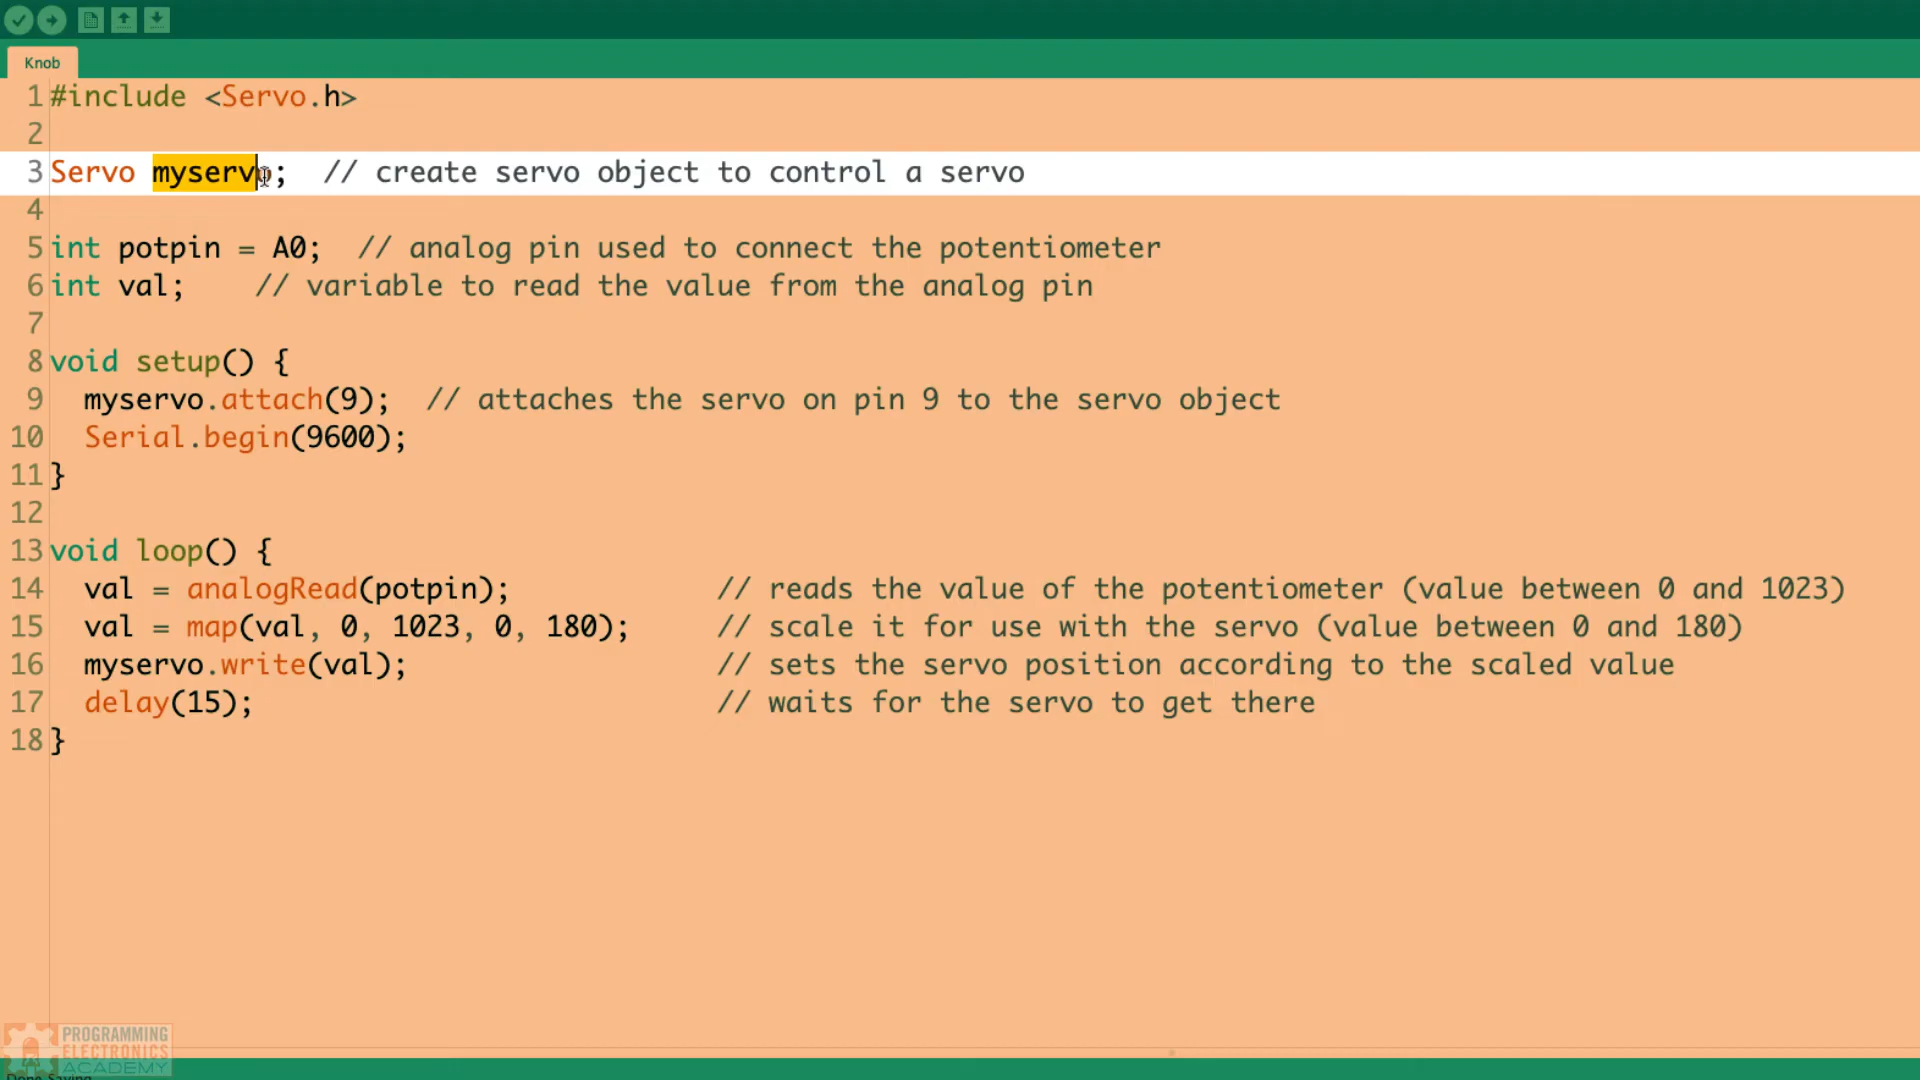 Knob
1 #include <Servo.h>
2
3 Servo myservo; // create servo object to control a servo
4
5 int potpin = A0; // analog pin used to connect the potentiometer
6 int val; // variable to read the value from the analog pin
7
8 void setup() {
9 myservo.attach(9); // attaches the servo on pin 9 to the servo object
10 Serial.begin(9600);
11 }
12
13 void loop() {
14 val = analogRead(potpin); // reads the value of the potentiometer (value between 0 and 1023)
15 val = map(val, 0, 1023, 0, 180); // scale it for use with the servo (value between 0 and 180)
16 myservo.write(val); // sets the servo position according to the scaled value
17 delay(15); // waits for the servo to get there
18 }
PROGRAMMING
ELECTRONICS
ACADEMY
Done Saving